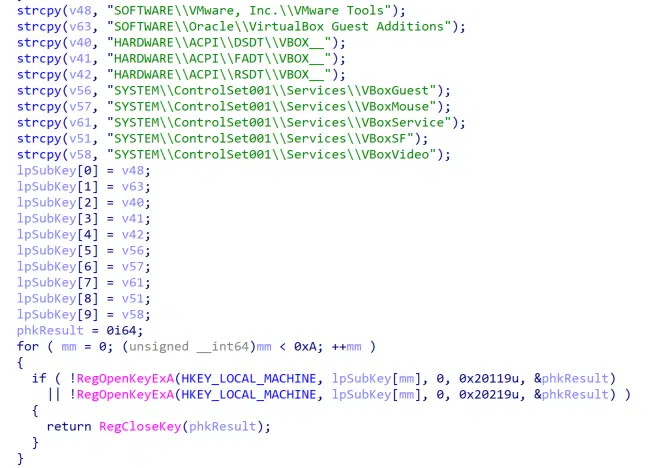 strcpy(v48, "SOFTWARE\\VMware, Inc.\\VMware Tools");
strcpy(v63, "SOFTWARE\\Oracle\\VirtualBox Guest Additions");
strcpy(v40, "HARDWARE\\ACPI\\DSDT\\VBOX__");
strcpy(v41, "HARDWARE\\ACPI\\FADT\\VBOX__");
strcpy(v42, "HARDWARE\\ACPI\\RSDT\\VBOX__");
strcpy(v56, "SYSTEM\\ControlSet001\\Services\\VBoxGuest");
strcpy(v57, "SYSTEM\\ControlSet001\\Services\\VBoxMouse");
strcpy(v61, "SYSTEM\\ControlSet001\\Services\\VBoxService");
strcpy(v51, "SYSTEM\\ControlSet001\\Services\\VBoxSF");
strcpy(v58, "SYSTEM\\ControlSet001\\Services\\VBoxVideo");
lpSubKey[0] = v48;
lpSubKey[1] = v63;
lpSubKey[2] = v40;
lpSubKey[3] = v41;
lpSubKey[4] = v42;
lpSubKey[5] = v56;
lpSubKey[6] = v57;
lpSubKey[7] = v61;
lpSubKey[8] = v51;
lpSubKey[9] = v58;
phkResult = 0i64;
for ( mm = 0; (unsigned __int64)mm < 0xA; ++mm )
{
  if ( !RegOpenKeyExA(HKEY_LOCAL_MACHINE, lpSubKey[mm], 0, 0x20119u, &phkResult)
    || !RegOpenKeyExA(HKEY_LOCAL_MACHINE, lpSubKey[mm], 0, 0x20219u, &phkResult) )
  {
    return RegCloseKey(phkResult);
  }
}